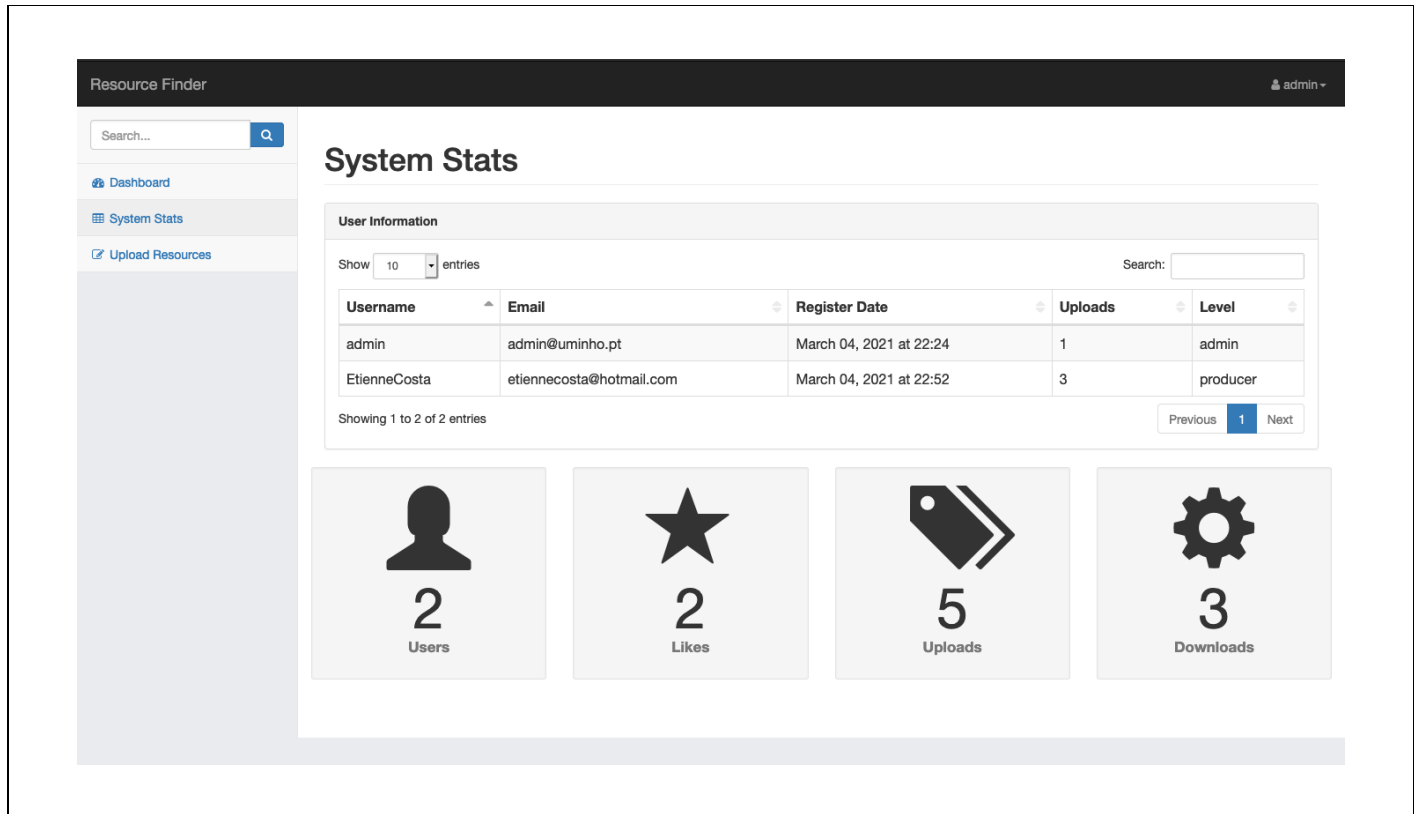 Resource Finder admin
Search...
Dashboard
System Stats
Upload Resources
System Stats
User Information
Show 10 entries Search:
Username Email Register Date Uploads Level
admin admin@uminho.pt March 04, 2021 at 22:24 1 admin
EtienneCosta etiennecosta@hotmail.com March 04, 2021 at 22:52 3 producer
Showing 1 to 2 of 2 entries Previous 1 Next
2 2 5 3
Users Likes Uploads Downloads